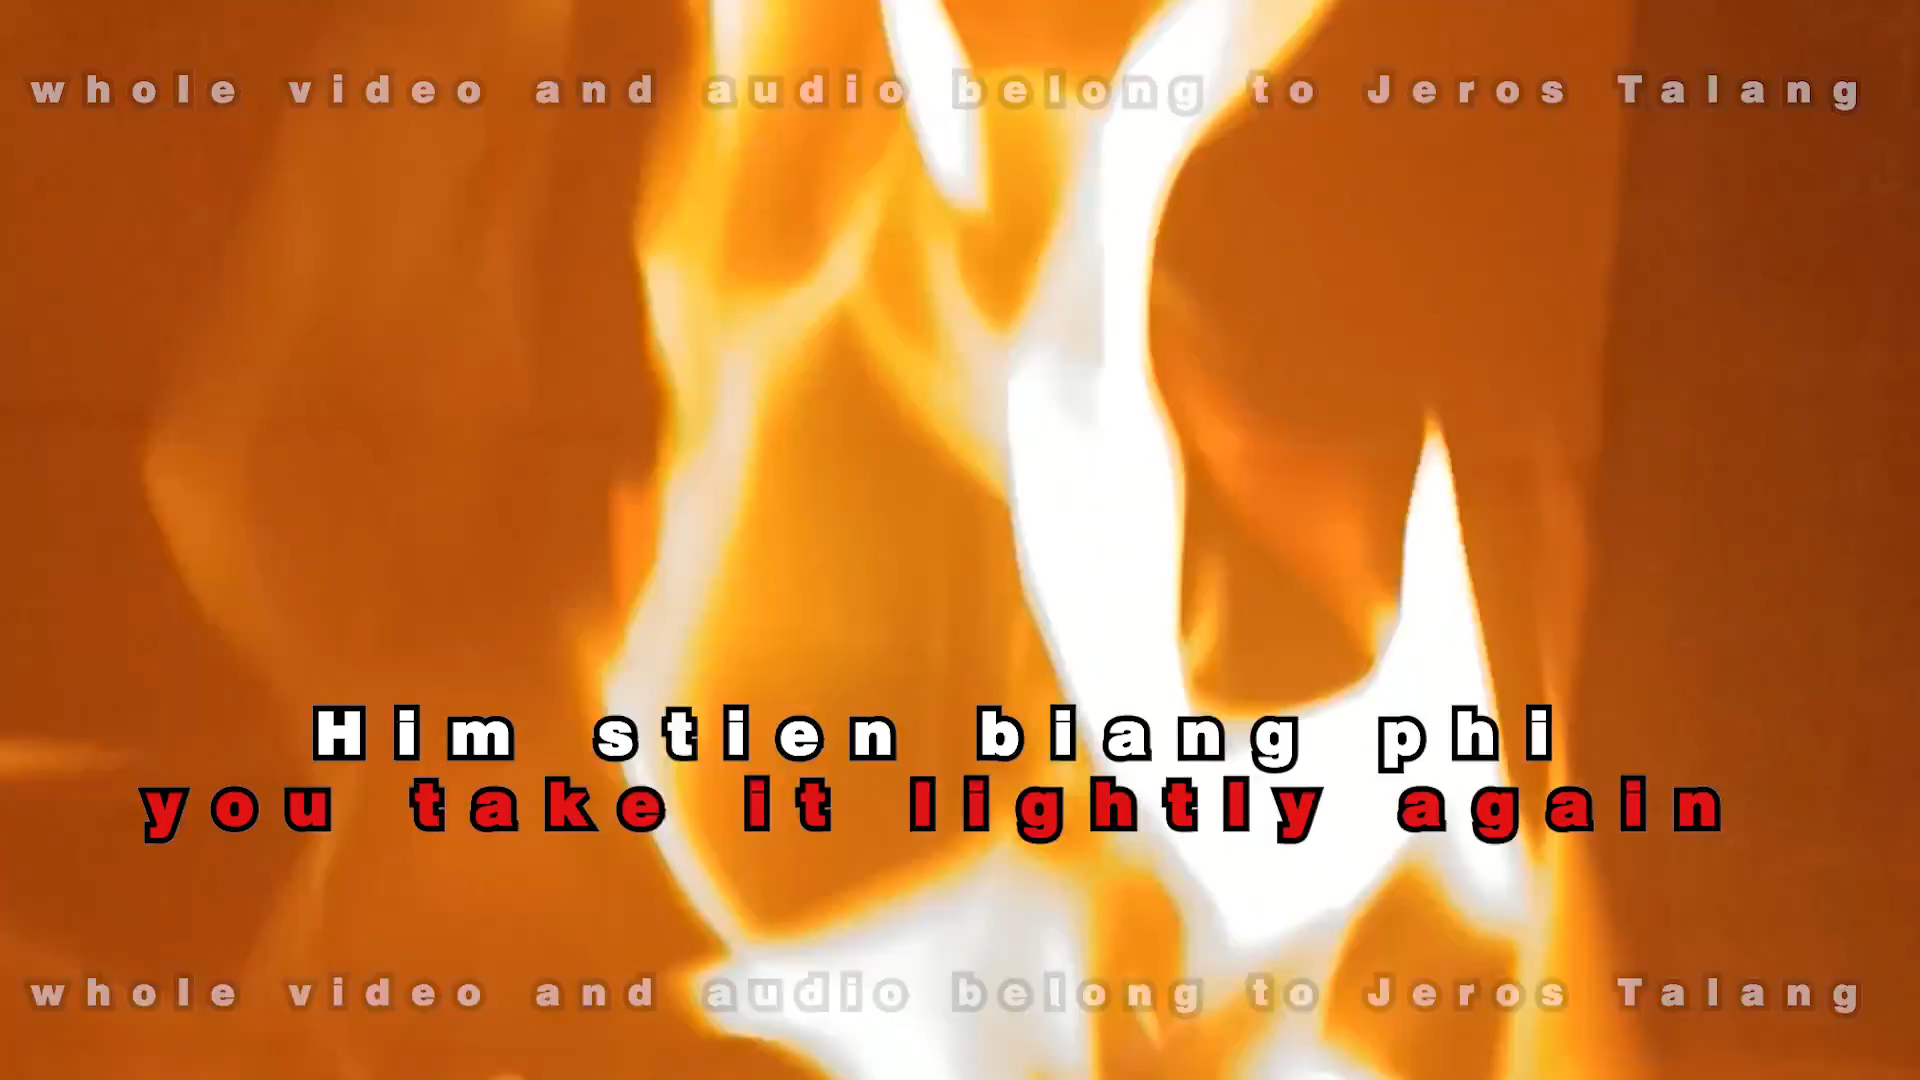 whole video and audio belong to Jeros Talang
Him stien biang phi
you take it lightly again
whole video and audio belong to Jeros Talang